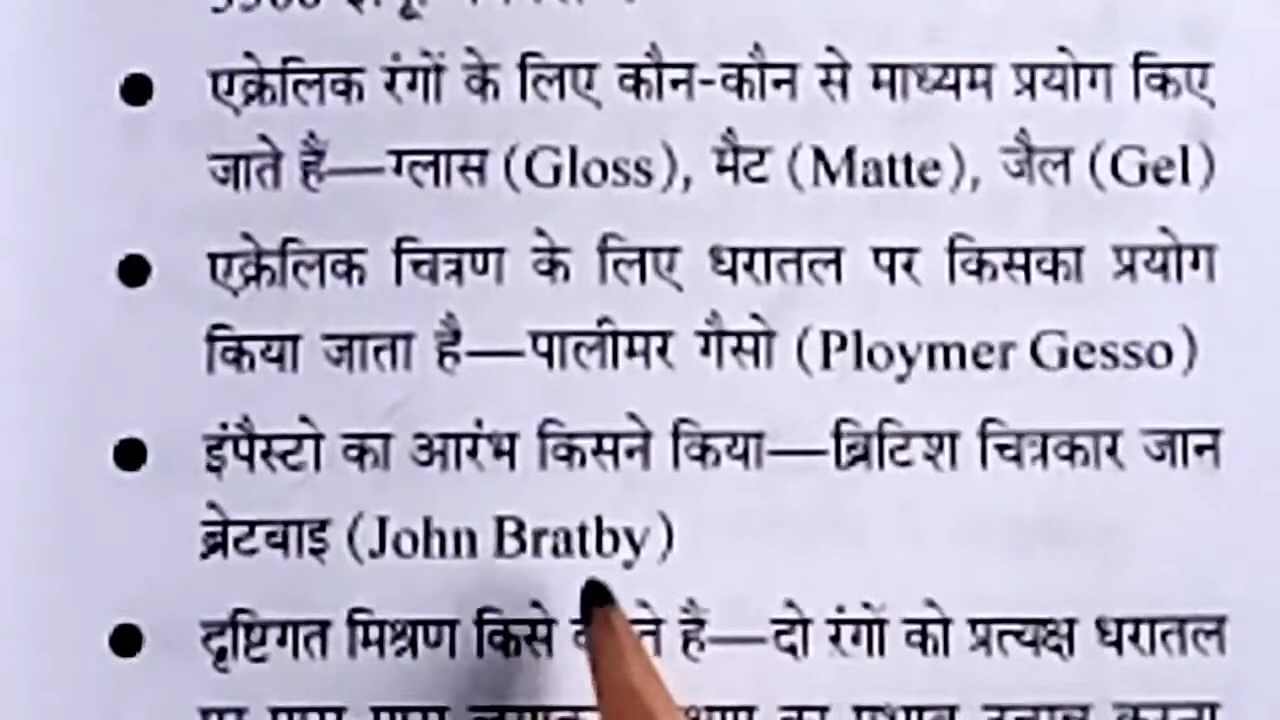 एक्रेलिक रंगों के लिए कौन-कौन से माध्यम प्रयोग किए
जाते हैं—ग्लास (Gloss), मैट (Matte), जैल (Gel)
एक्रेलिक चित्रण के लिए धरातल पर किसका प्रयोग
किया जाता है—पालीमर गैसो (Ploymer Gesso)
इंपैस्टो का आरंभ किसने किया—ब्रिटिश चित्रकार जान
ब्रेटबाइ (John Bratby)
दृष्टिगत मिश्रण किसे हैं—दो रंगों को प्रत्यक्ष धरातल